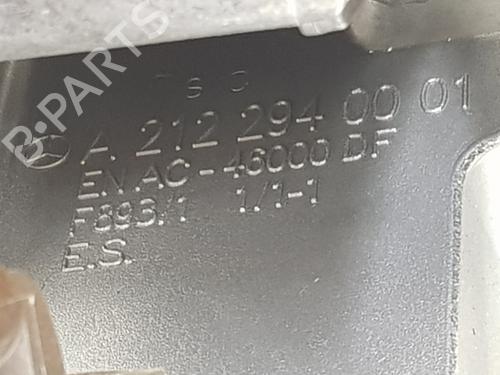 T S C
A 212 294 00 01
EN AC-46000 DF
F893/1 1/1-1
E.S.
B-PARTS